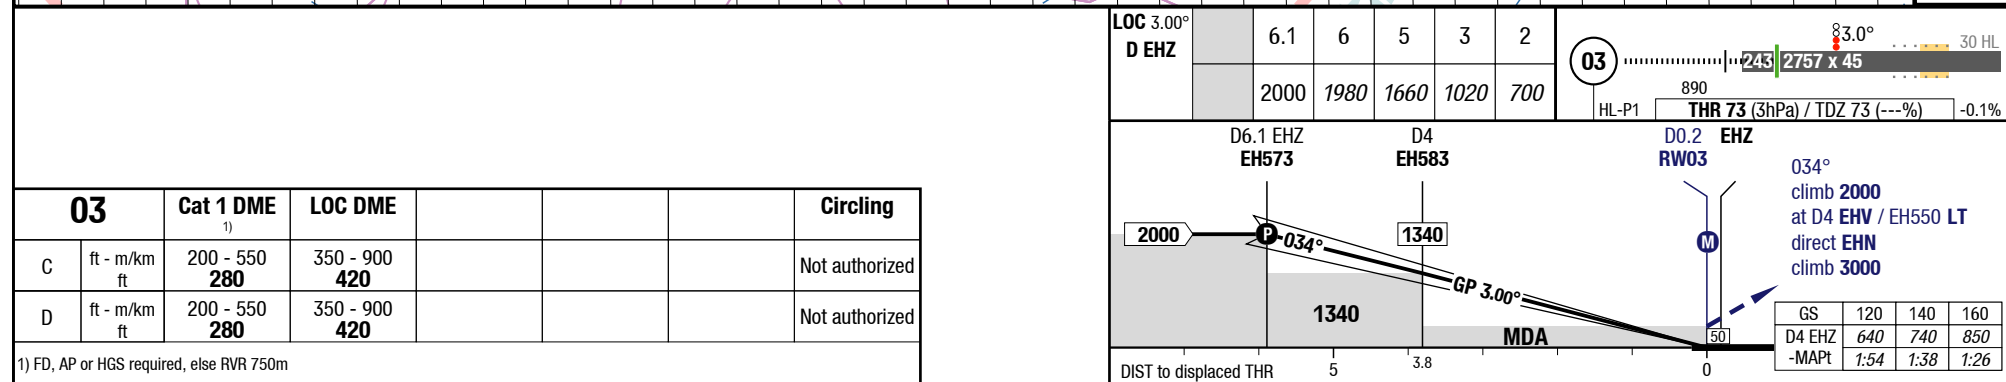 LOC 3.00°
D EHZ
6.1 6 5 3 2
2000 1980 1660 1020 700
03
243 2757 x 45
3.0°
30 HL
890
HL-P1
THR 73 (3hPa) / TDZ 73 (---%)
-0.1%
03 Cat 1 DME LOC DME Circling
1)
C ft - m/km 200 - 550 350 - 900 Not authorized
ft 280 420
D ft - m/km 200 - 550 350 - 900 Not authorized
ft 280 420
1) FD, AP or HGS required, else RVR 750m
D6.1 EHZ D4 D0.2 EHZ
EH573 EH583 RW03
034°
climb 2000
at D4 EHV / EH550 LT
direct EHN
climb 3000
2000
P
034°
1340
M
GP 3.00°
1340
MDA
50
GS 120 140 160
D4 EHZ 640 740 850
-MAPt 1:54 1:38 1:26
DIST to displaced THR 5 3.8 0